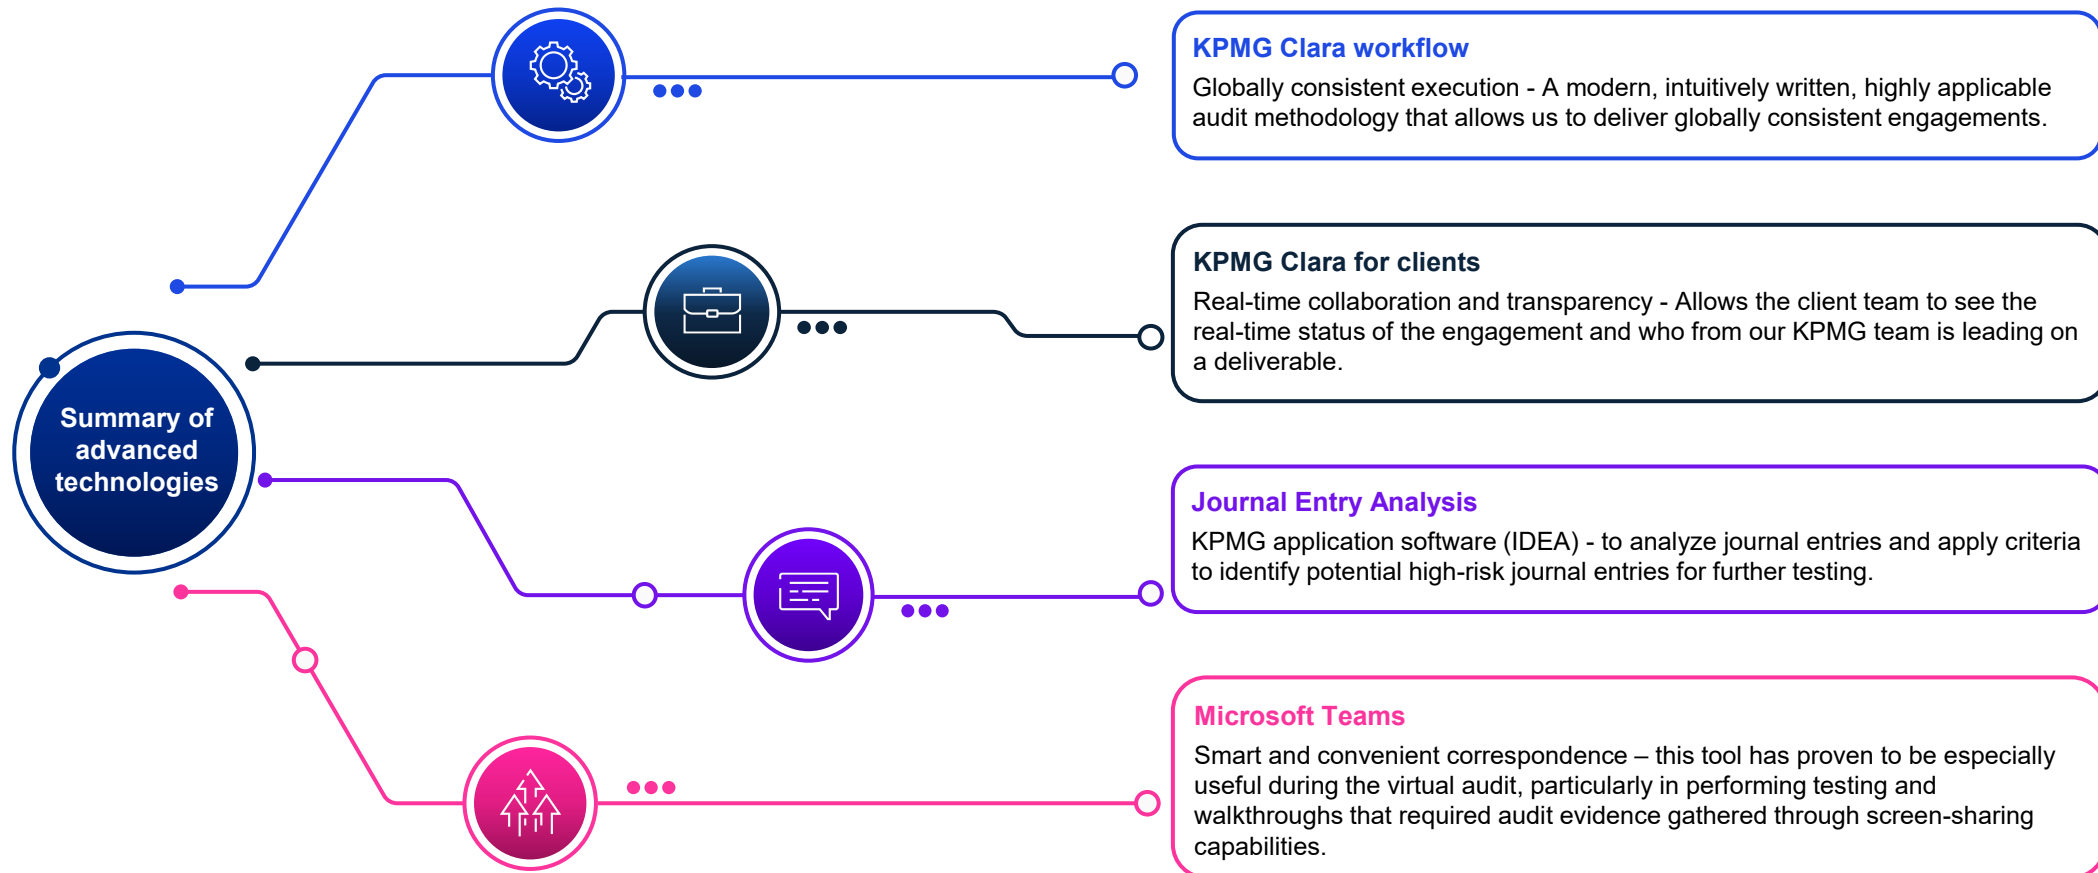 Summary of
advanced
technologies
KPMG Clara workflow
Globally consistent execution - A modern, intuitively written, highly applicable
audit methodology that allows us to deliver globally consistent engagements.
KPMG Clara for clients
Real-time collaboration and transparency - Allows the client team to see the
real-time status of the engagement and who from our KPMG team is leading on
a deliverable.
Journal Entry Analysis
KPMG application software (IDEA) - to analyze journal entries and apply criteria
to identify potential high-risk journal entries for further testing.
Microsoft Teams
Smart and convenient correspondence – this tool has proven to be especially
useful during the virtual audit, particularly in performing testing and
walkthroughs that required audit evidence gathered through screen-sharing
capabilities.